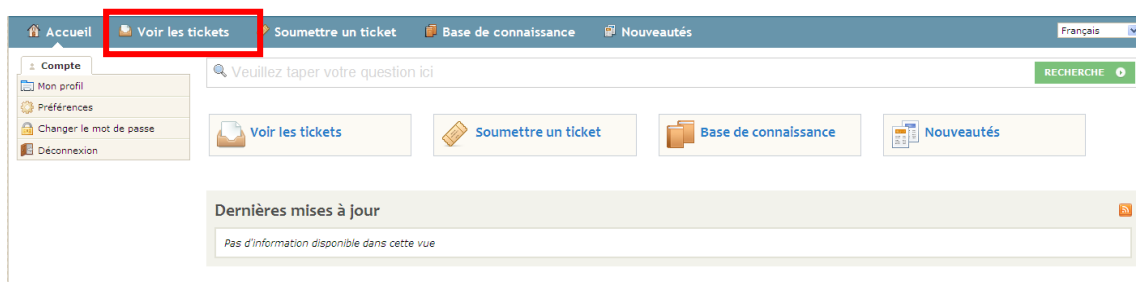 Accueil Voir les tickets Soumettre un ticket Base de connaissance Nouveautés Français
Compte
Mon profil
Préférences
Changer le mot de passe
Déconnexion
Veuillez taper votre question ici RECHERCHE
Voir les tickets Soumettre un ticket Base de connaissance Nouveautés
Dernières mises à jour
Pas d'information disponible dans cette vue